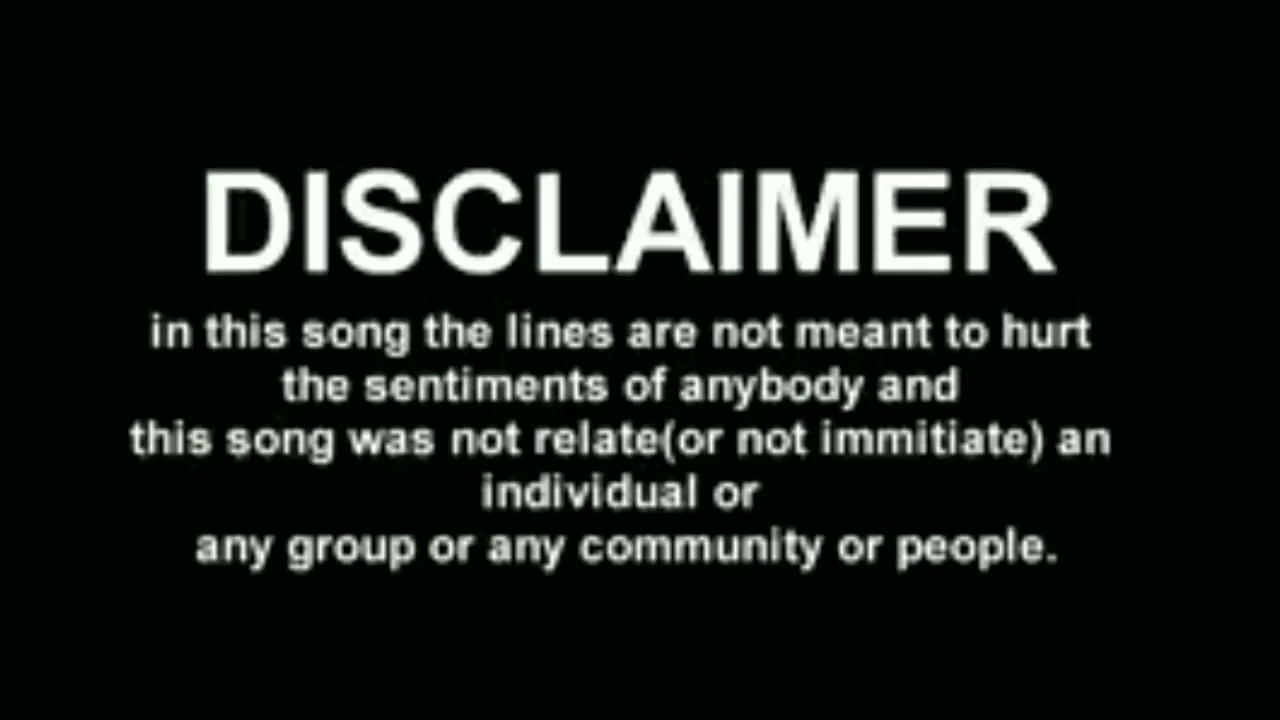 DISCLAIMER
in this song the lines are not meant to hurt
the sentiments of anybody and
this song was not relate(or not immitiate) an
individual or
any group or any community or people.